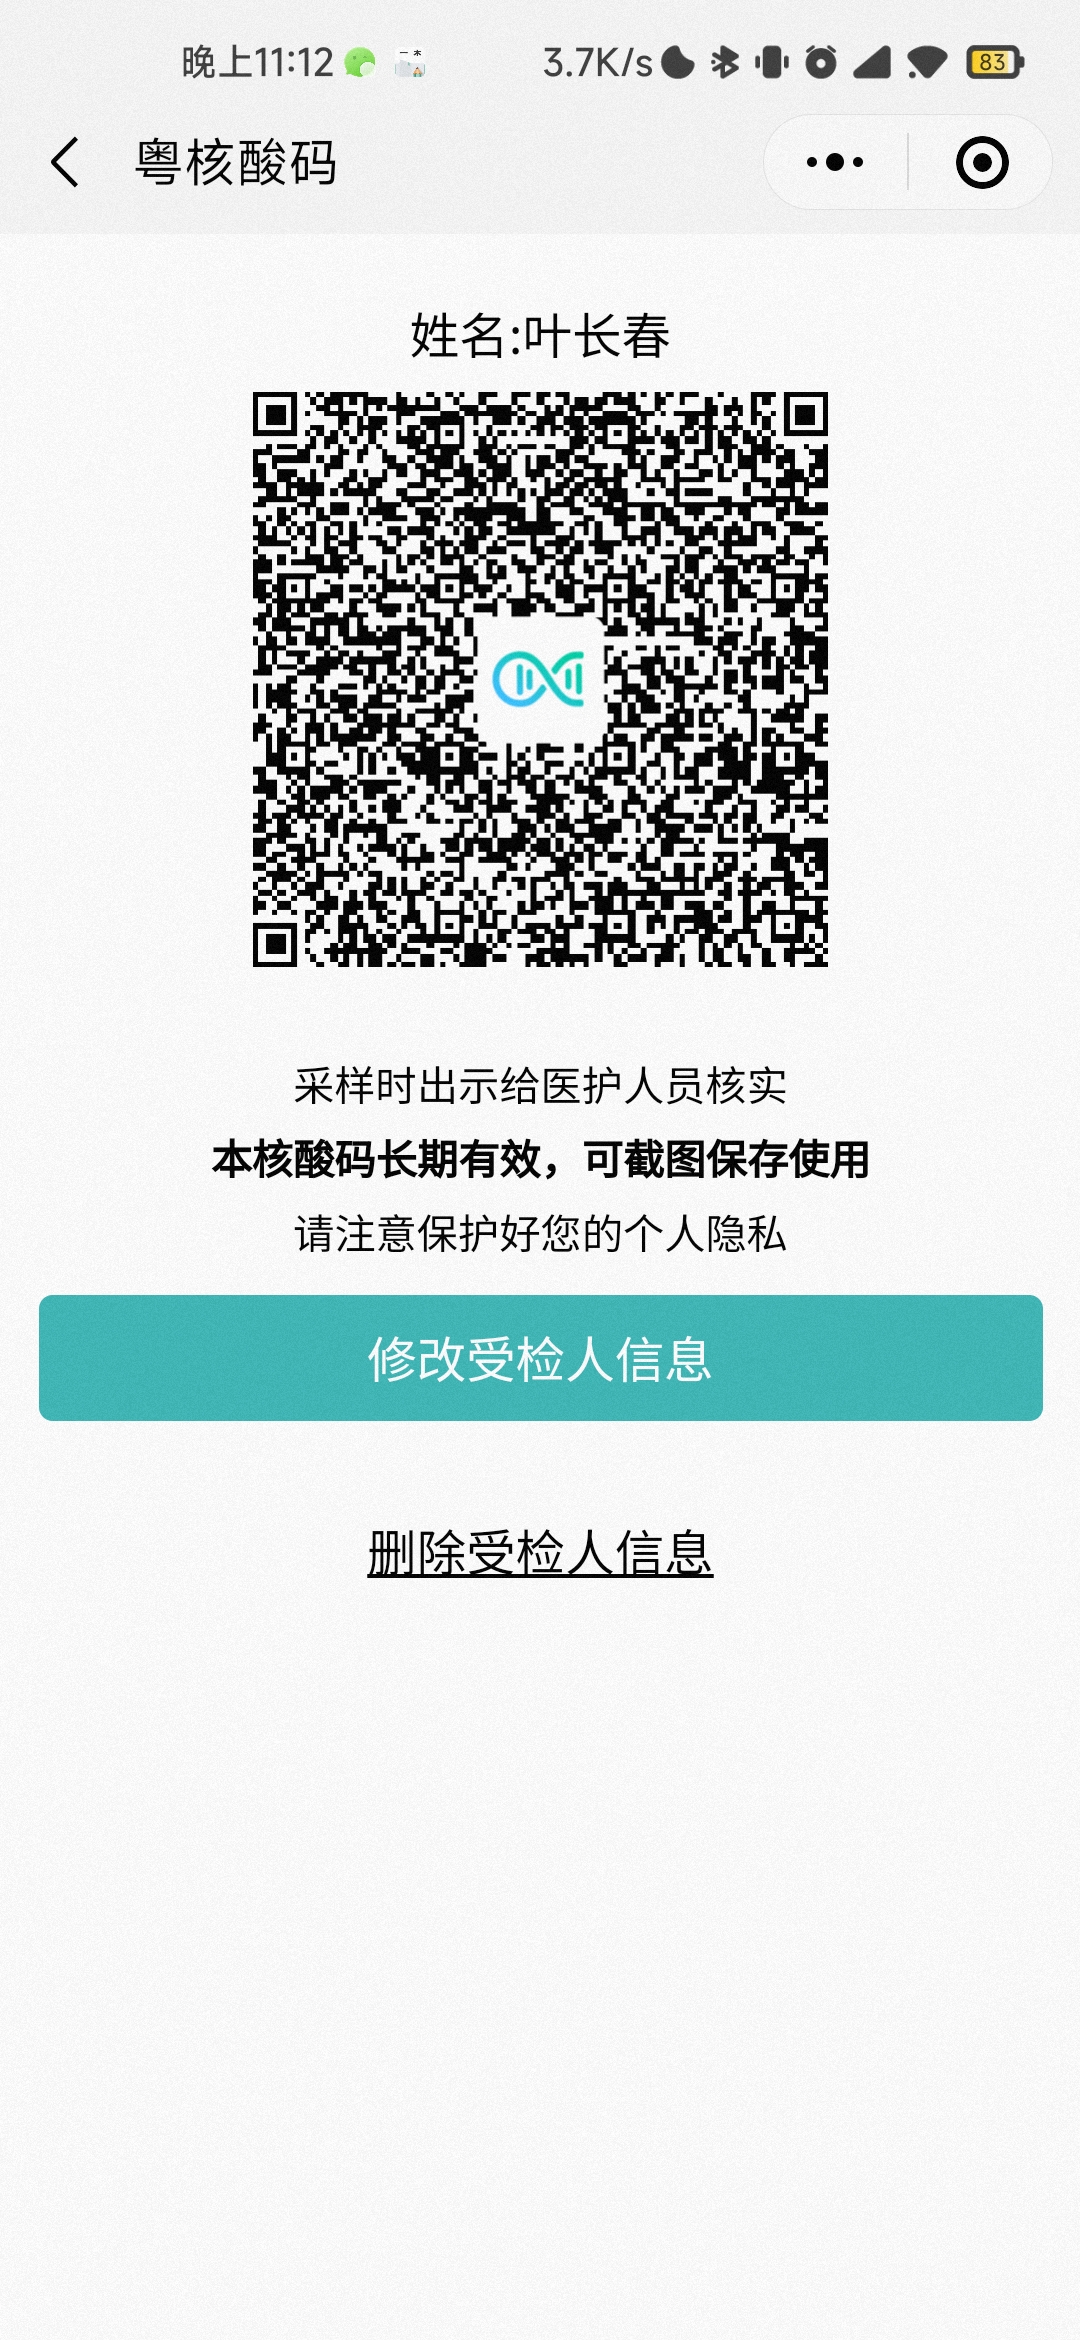 晚上11:12 3.7K/s 83
粤核酸码
姓名:叶长春
采样时出示给医护人员核实
本核酸码长期有效，可截图保存使用
请注意保护好您的个人隐私
修改受检人信息
删除受检人信息